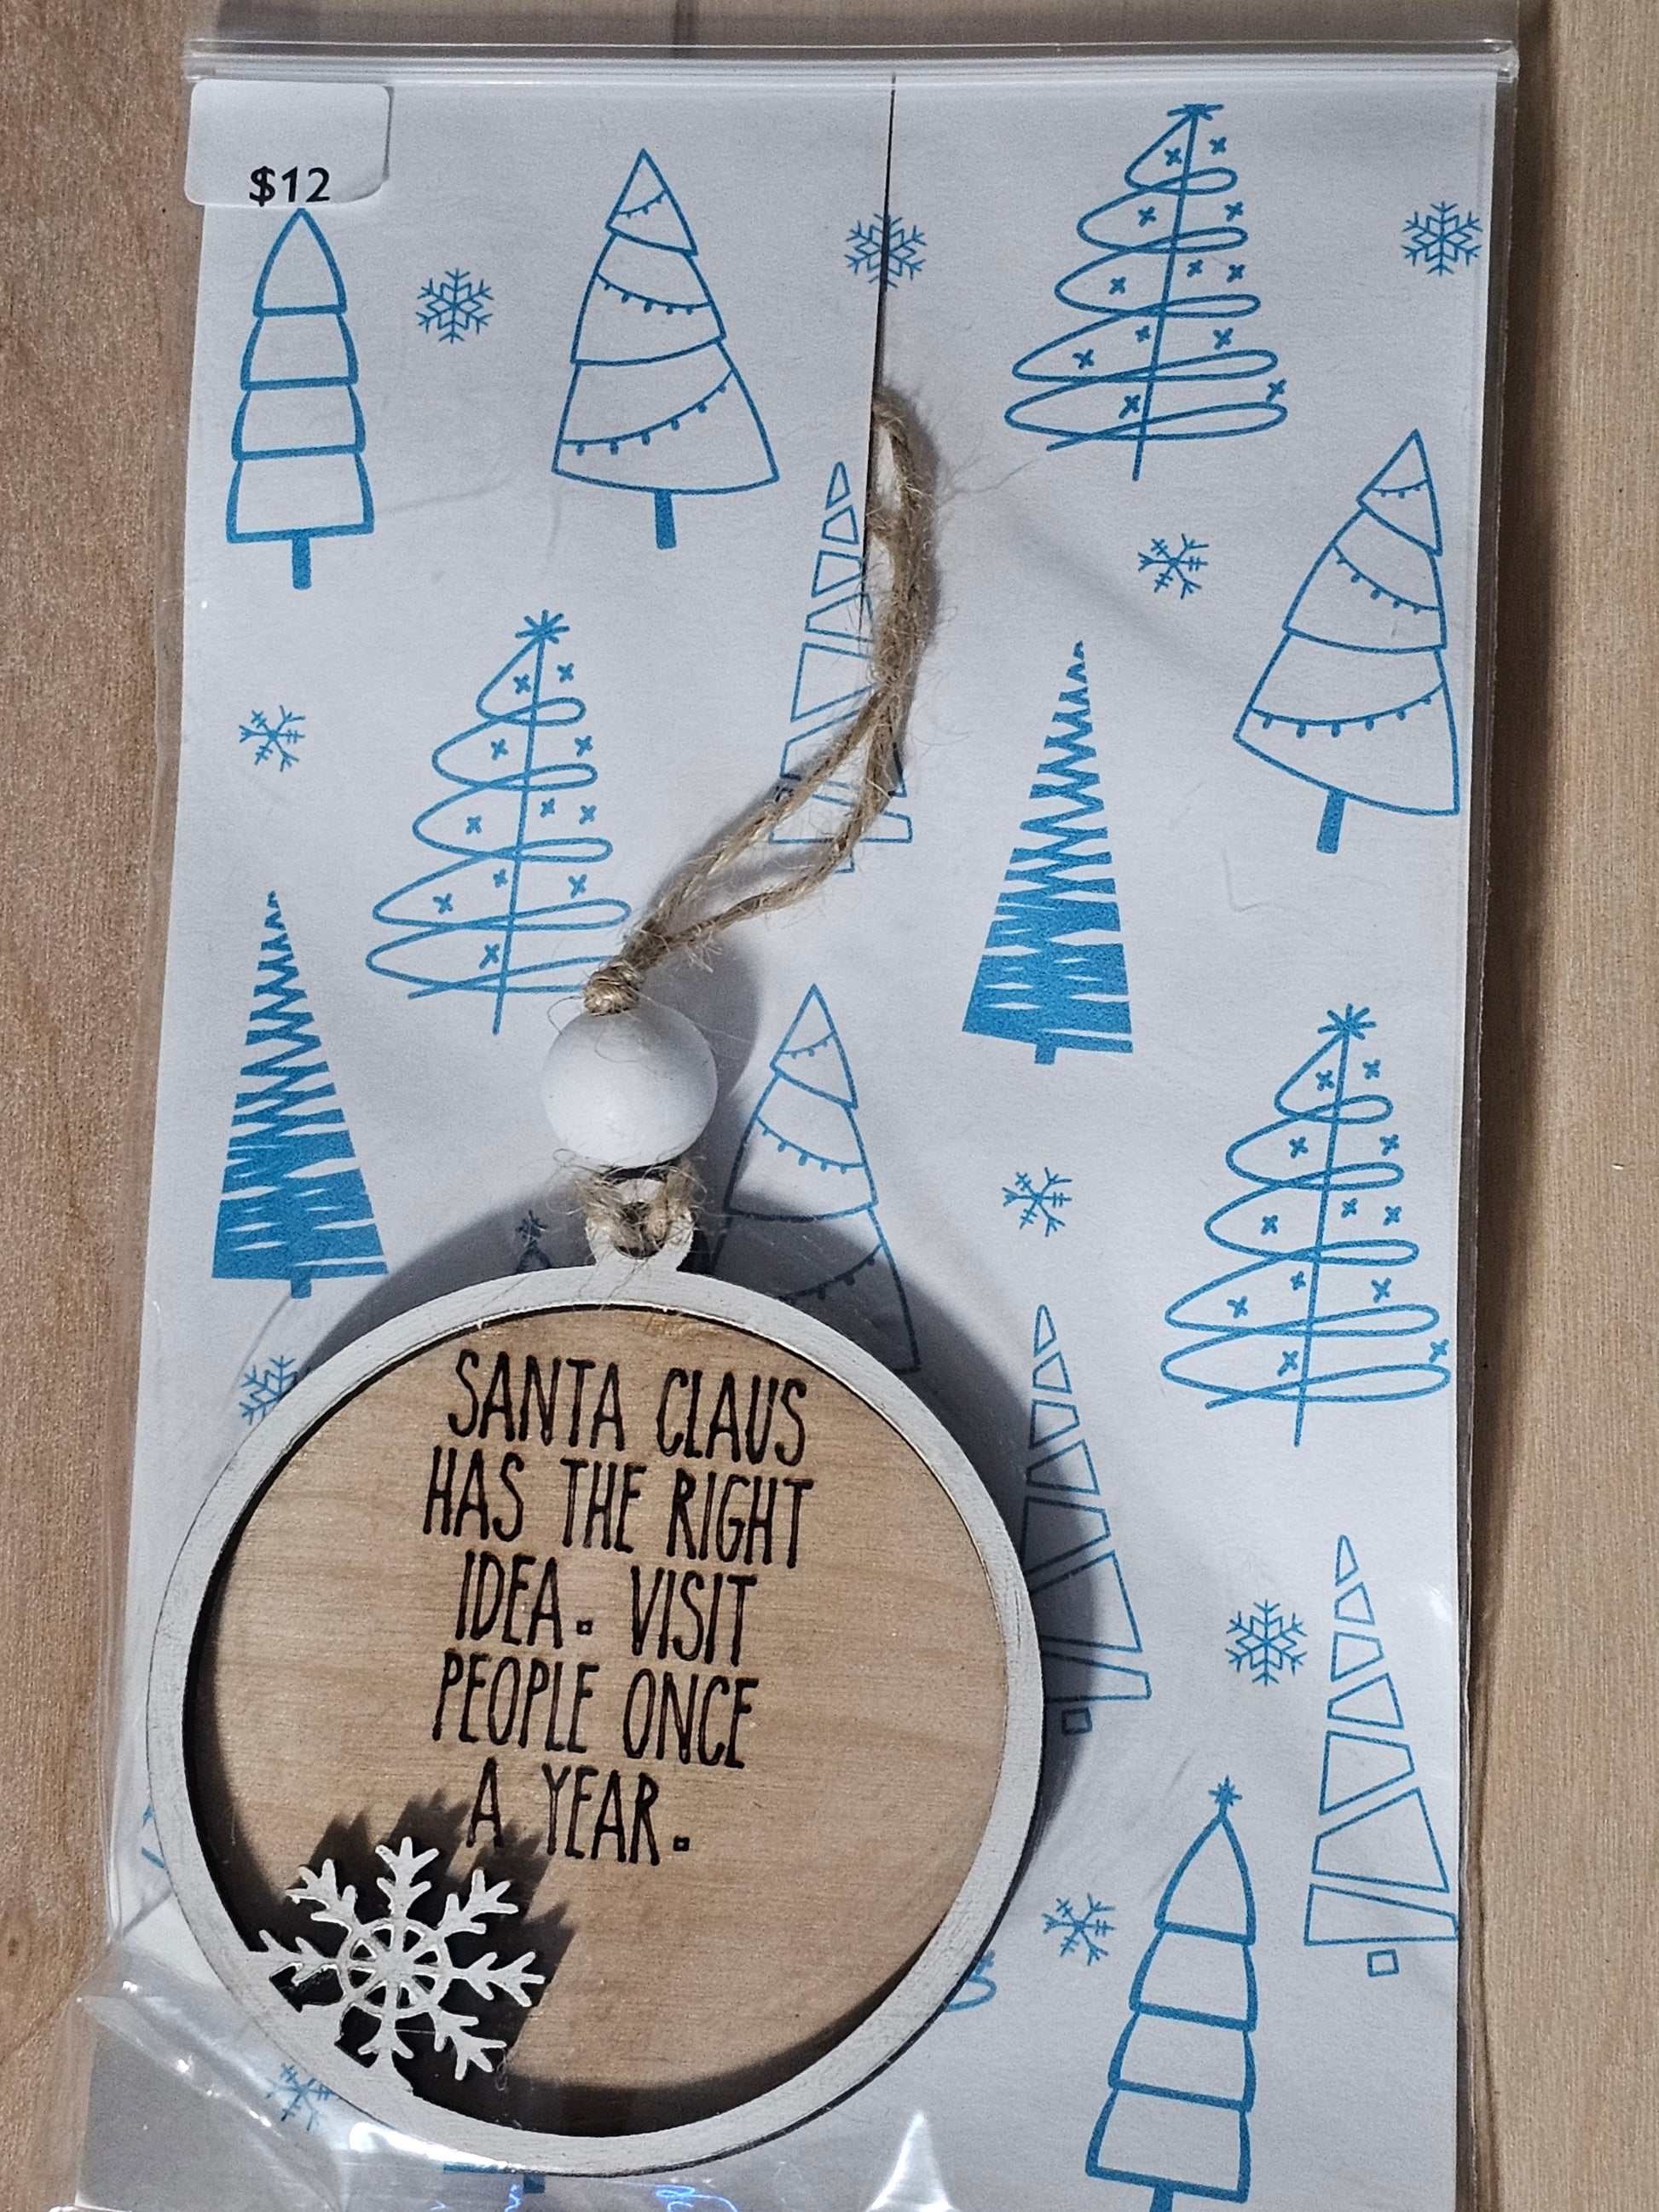 $12
SANTA CLAUS
HAS THE RIGHT
IDEA. VISIT
PEOPLE ONCE
A YEAR.